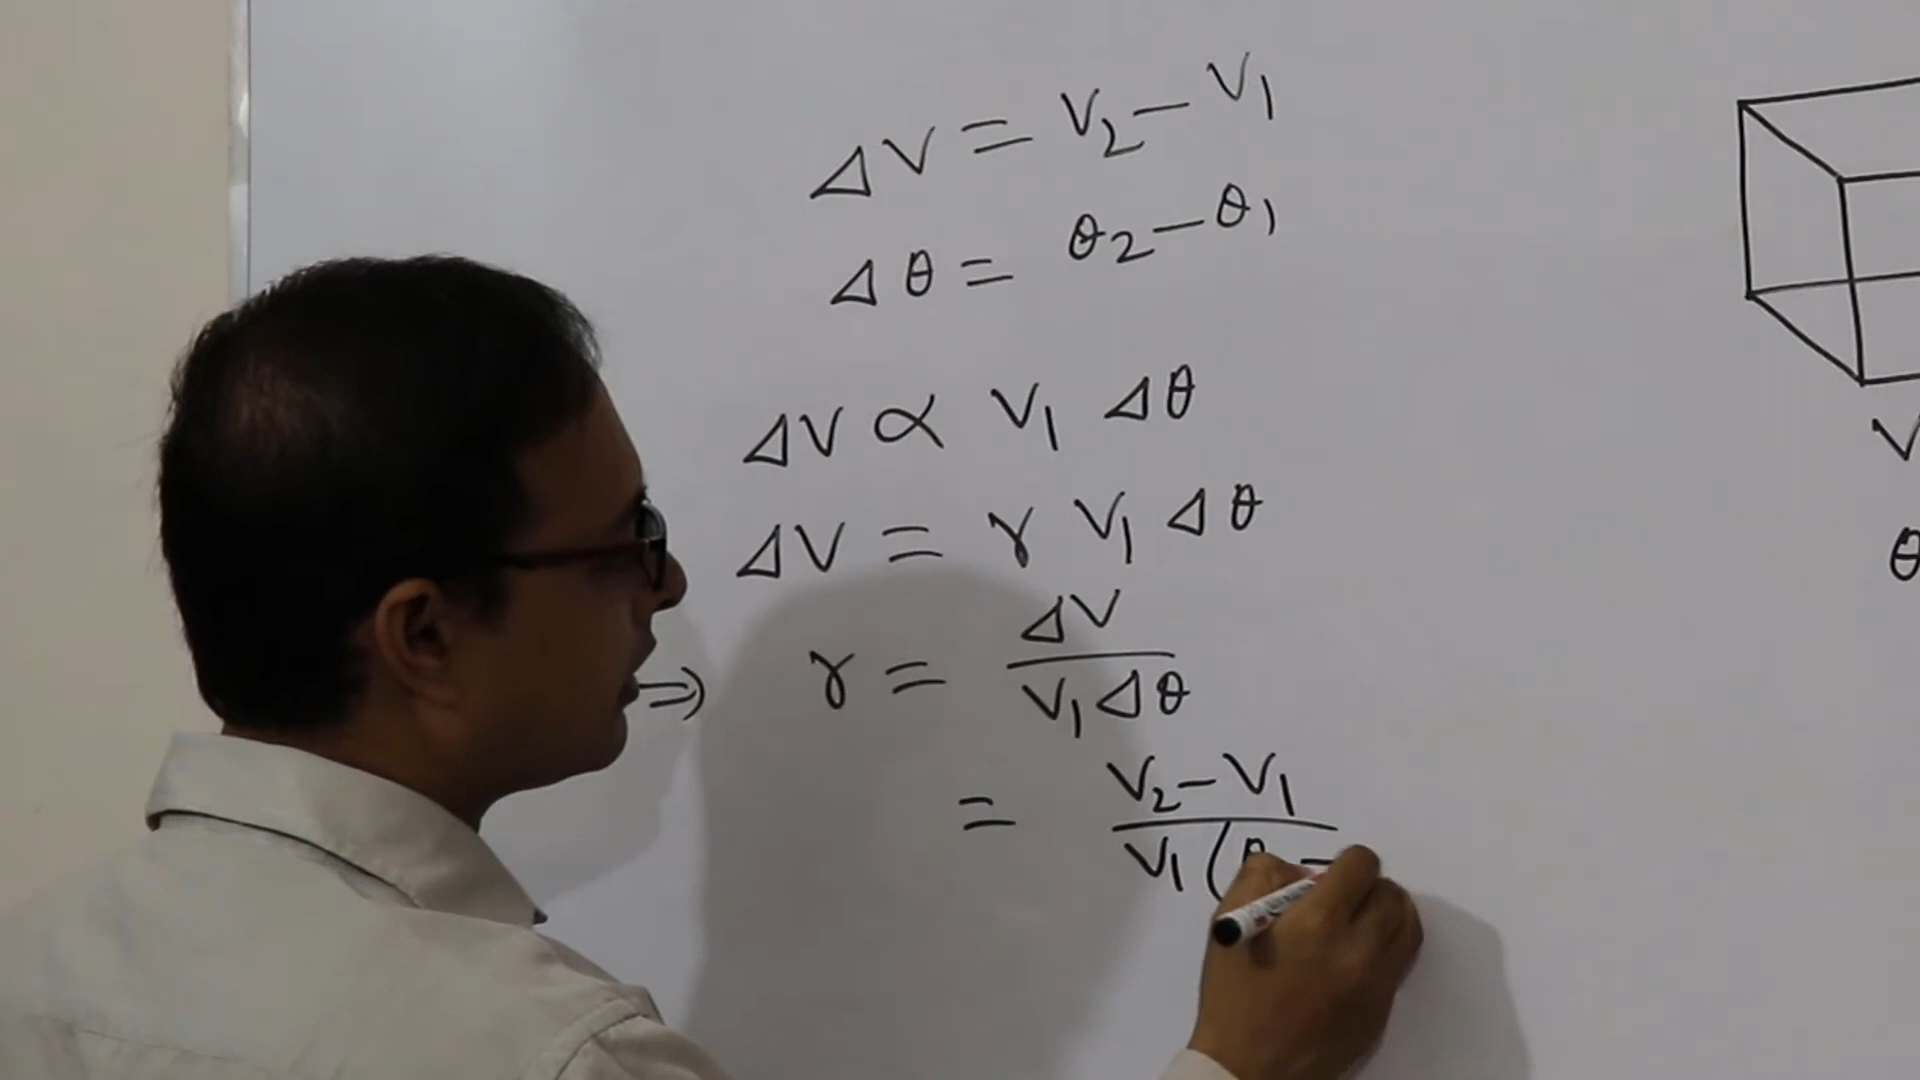 ΔV = V₂ − V₁
Δθ = θ₂ − θ₁
ΔV ∝ V₁ Δθ
ΔV = γ V₁ Δθ
⇒ γ = ΔV / V₁Δθ
= V₂ − V₁ / V₁(θ −
V
θ